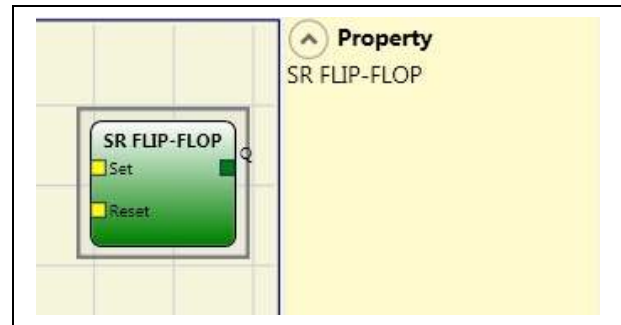 Property
SR FLIP-FLOP
SR FLIP-FLOP
Q
Set
Reset